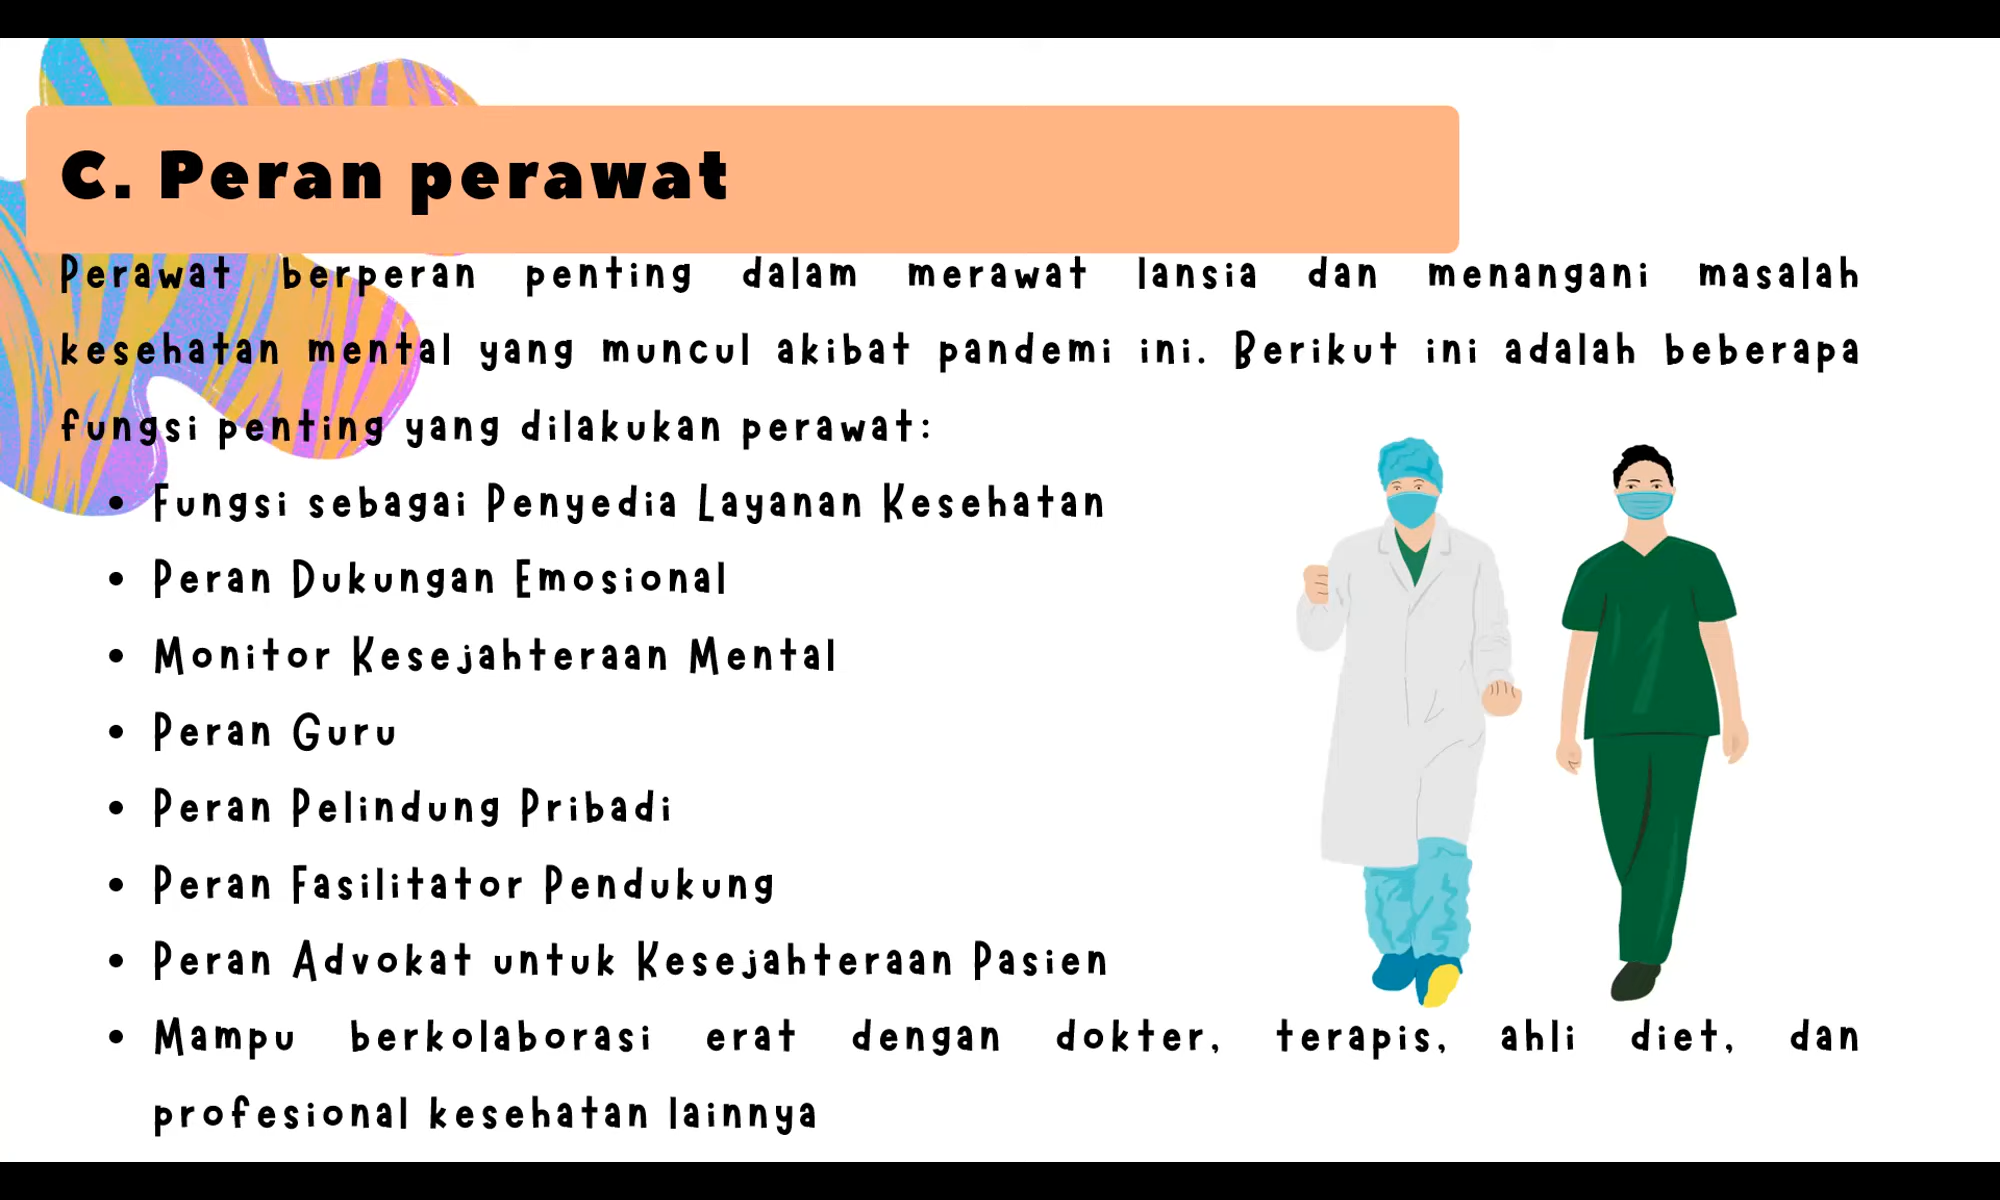 C. Peran perawat
Perawat berperan penting dalam merawat lansia dan menangani masalah
kesehatan mental yang muncul akibat pandemi ini. Berikut ini adalah beberapa
fungsi penting yang dilakukan perawat:
• Fungsi sebagai Penyedia Layanan Kesehatan
• Peran Dukungan Emosional
• Monitor Kesejahteraan Mental
• Peran Guru
• Peran Pelindung Pribadi
• Peran Fasilitator Pendukung
• Peran Advokat untuk Kesejahteraan Pasien
• Mampu berkolaborasi erat dengan dokter, terapis, ahli diet, dan
profesional kesehatan lainnya